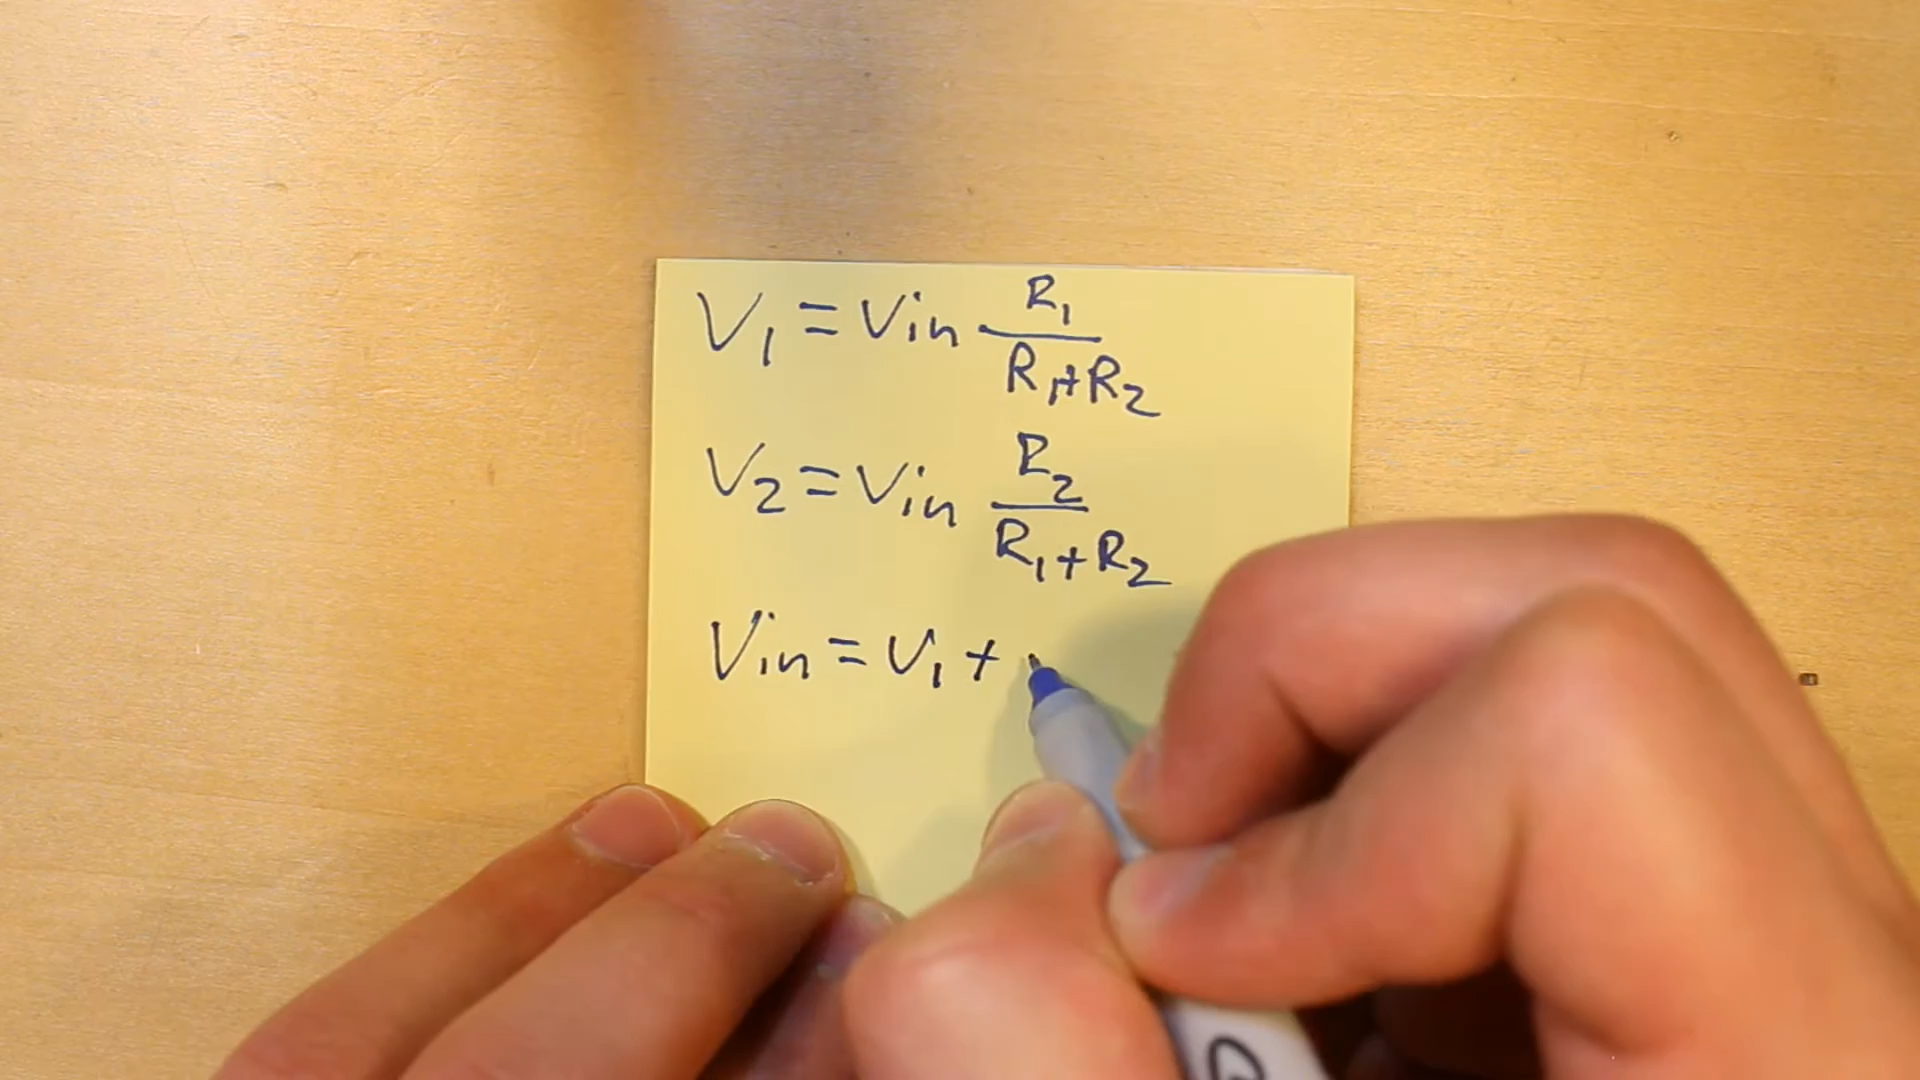 V₁ = Vin R₁/(R₁+R₂)
V₂ = Vin R₂/(R₁+R₂)
Vin = V₁ +